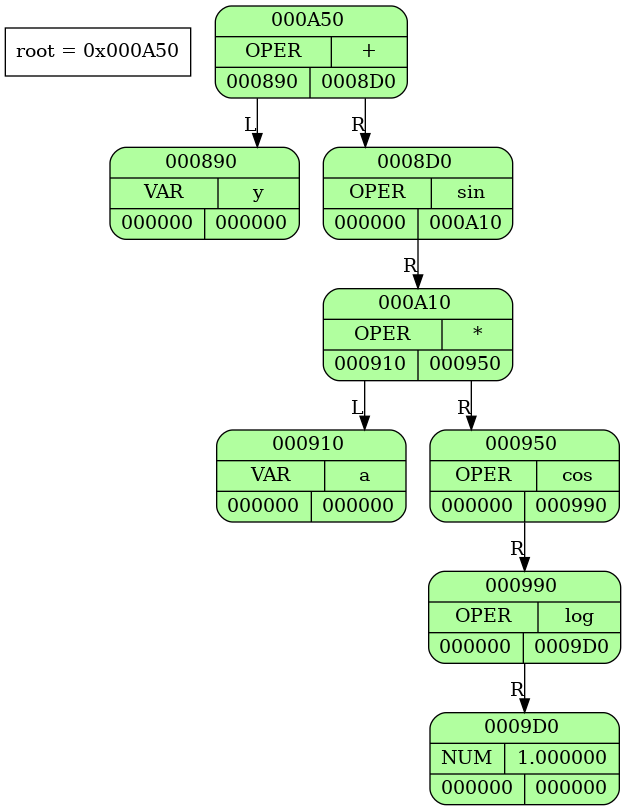 root = 0x000A50
000A50
OPER +
000890 0008D0
L R
000890 0008D0
VAR y OPER sin
000000 000000 000000 000A10
R
000A10
OPER *
000910 000950
L R
000910 000950
VAR a OPER cos
000000 000000 000000 000990
R
000990
OPER log
000000 0009D0
R
0009D0
NUM 1.000000
000000 000000